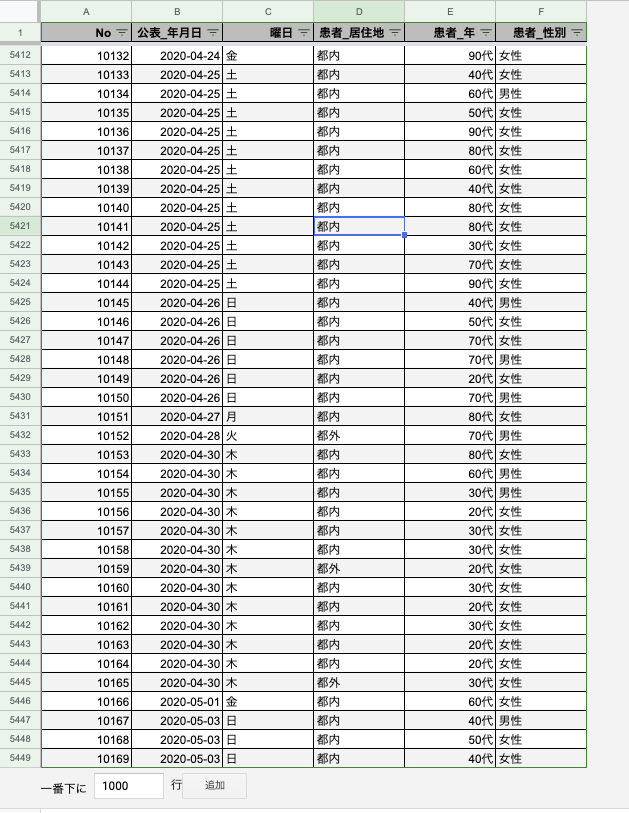 A B C D E F
1 No 公表_年月日 曜日 患者_居住地 患者_年 患者_性別
5412 10132 2020-04-24 金 都内 90代 女性
5413 10133 2020-04-25 土 都内 40代 女性
5414 10134 2020-04-25 土 都内 60代 男性
5415 10135 2020-04-25 土 都内 50代 女性
5416 10136 2020-04-25 土 都内 90代 女性
5417 10137 2020-04-25 土 都内 80代 女性
5418 10138 2020-04-25 土 都内 60代 女性
5419 10139 2020-04-25 土 都内 40代 女性
5420 10140 2020-04-25 土 都内 80代 女性
5421 10141 2020-04-25 土 都内 80代 女性
5422 10142 2020-04-25 土 都内 30代 女性
5423 10143 2020-04-25 土 都内 70代 女性
5424 10144 2020-04-25 土 都内 90代 女性
5425 10145 2020-04-26 日 都内 40代 男性
5426 10146 2020-04-26 日 都内 50代 女性
5427 10147 2020-04-26 日 都内 70代 女性
5428 10148 2020-04-26 日 都内 70代 男性
5429 10149 2020-04-26 日 都内 20代 女性
5430 10150 2020-04-26 日 都内 70代 男性
5431 10151 2020-04-27 月 都内 80代 女性
5432 10152 2020-04-28 火 都外 70代 男性
5433 10153 2020-04-30 木 都内 80代 女性
5434 10154 2020-04-30 木 都内 60代 男性
5435 10155 2020-04-30 木 都内 30代 男性
5436 10156 2020-04-30 木 都内 20代 女性
5437 10157 2020-04-30 木 都内 30代 女性
5438 10158 2020-04-30 木 都内 30代 女性
5439 10159 2020-04-30 木 都外 20代 女性
5440 10160 2020-04-30 木 都内 30代 女性
5441 10161 2020-04-30 木 都内 20代 女性
5442 10162 2020-04-30 木 都内 30代 女性
5443 10163 2020-04-30 木 都内 20代 女性
5444 10164 2020-04-30 木 都内 20代 女性
5445 10165 2020-04-30 木 都外 30代 女性
5446 10166 2020-05-01 金 都内 60代 女性
5447 10167 2020-05-03 日 都内 40代 男性
5448 10168 2020-05-03 日 都内 50代 女性
5449 10169 2020-05-03 日 都内 40代 女性
一番下に 1000 行 追加